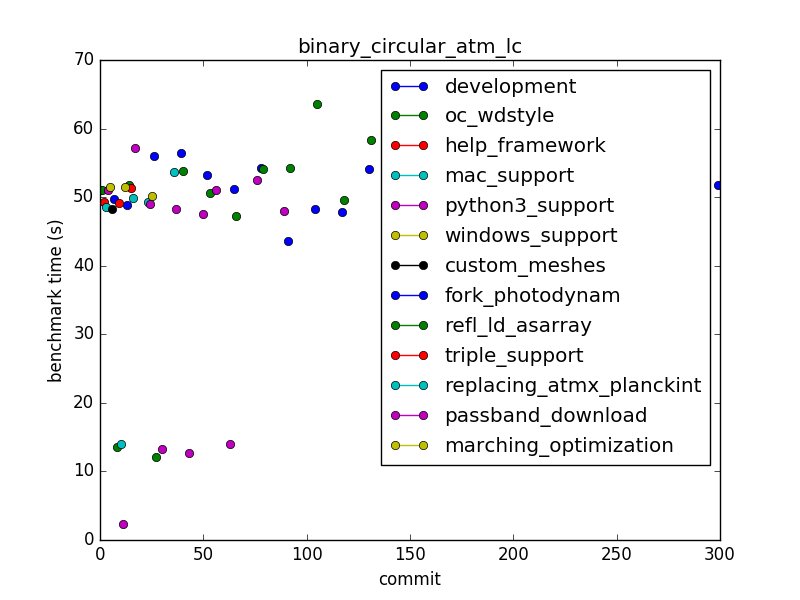 binary_circular_atm_lc
70
60
50
40
30
20
10
0
benchmark time (s)
0 50 100 150 200 250 300
commit
development
oc_wdstyle
help_framework
mac_support
python3_support
windows_support
custom_meshes
fork_photodynam
refl_ld_asarray
triple_support
replacing_atmx_planckint
passband_download
marching_optimization